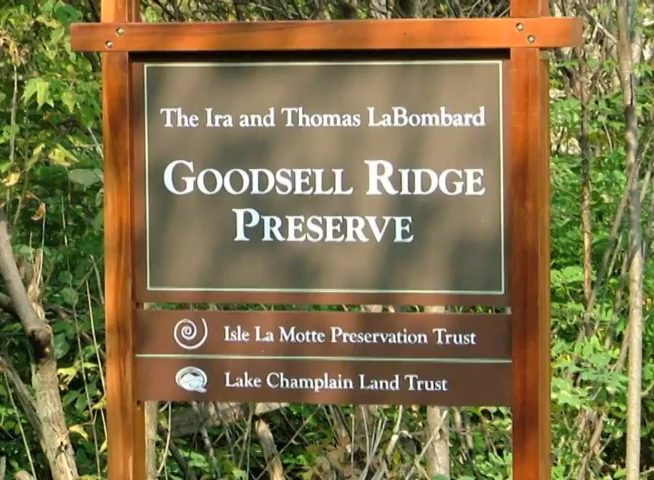 The Ira and Thomas LaBombard
GOODSELL RIDGE
PRESERVE
Isle La Motte Preservation Trust
Lake Champlain Land Trust